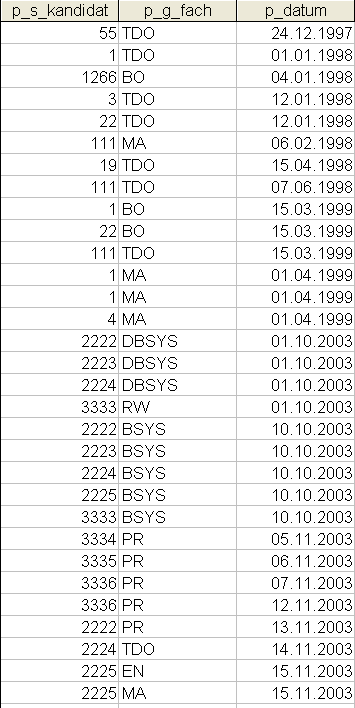 p_s_kandidat p_g_fach p_datum
55 TDO 24.12.1997
1 TDO 01.01.1998
1266 BO 04.01.1998
3 TDO 12.01.1998
22 TDO 12.01.1998
111 MA 06.02.1998
19 TDO 15.04.1998
111 TDO 07.06.1998
1 BO 15.03.1999
22 BO 15.03.1999
111 TDO 15.03.1999
1 MA 01.04.1999
1 MA 01.04.1999
4 MA 01.04.1999
2222 DBSYS 01.10.2003
2223 DBSYS 01.10.2003
2224 DBSYS 01.10.2003
3333 RW 01.10.2003
2222 BSYS 10.10.2003
2223 BSYS 10.10.2003
2224 BSYS 10.10.2003
2225 BSYS 10.10.2003
3333 BSYS 10.10.2003
3334 PR 05.11.2003
3335 PR 06.11.2003
3336 PR 07.11.2003
3336 PR 12.11.2003
2222 PR 13.11.2003
2224 TDO 14.11.2003
2225 EN 15.11.2003
2225 MA 15.11.2003